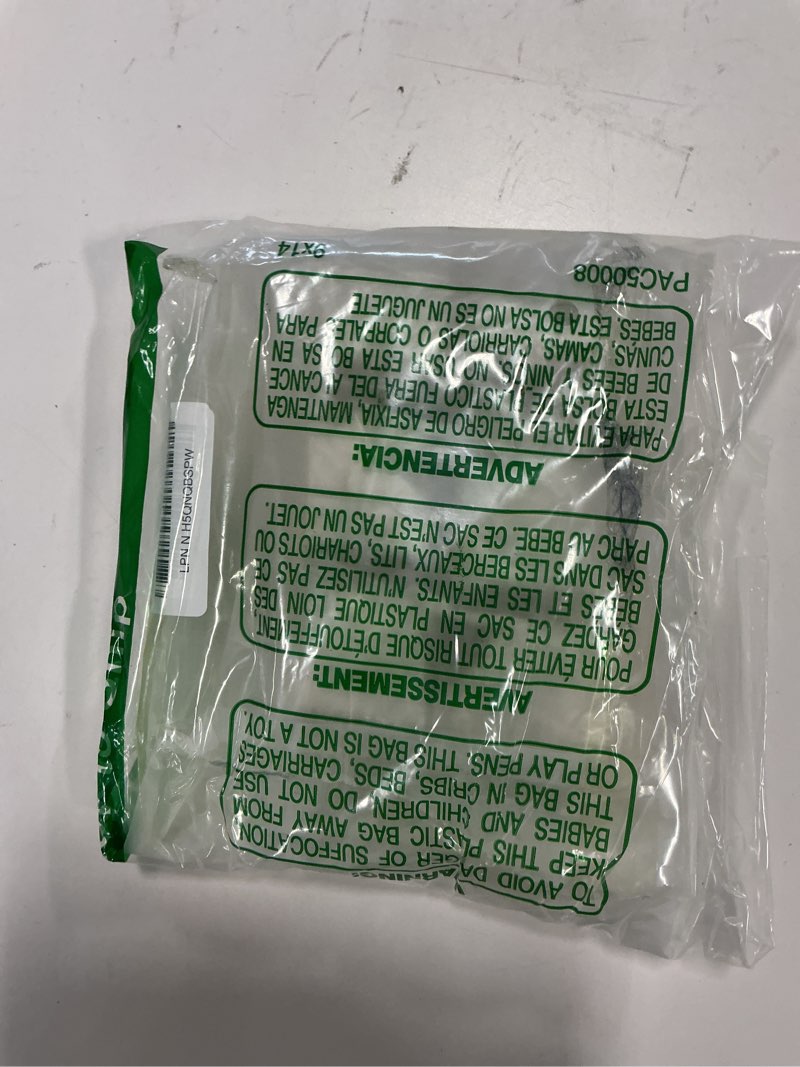 WARNING:
TO AVOID DANGER OF SUFFOCATION
KEEP THIS PLASTIC BAG AWAY FROM
BABIES AND CHILDREN. DO NOT USE
THIS BAG IN CRIBS, BEDS, CARRIAGES
OR PLAY PENS. THIS BAG IS NOT A TOY.
AVERTISSEMENT:
POUR ÉVITER TOUT RISQUE D'ÉTOUFFEMENT,
GARDEZ CE SAC EN PLASTIQUE LOIN DES
BÉBÉS ET LES ENFANTS. N'UTILISEZ PAS CE
SAC DANS LES BERCEAUX, LITS, CHARIOTS OU
PARC AU BEBE. CE SAC N'EST PAS UN JOUET.
ADVERTENCIA:
PARA EVITAR EL PELIGRO DE ASFIXIA, MANTENGA
ESTA BOLSA DE PLASTICO FUERA DEL ALCANCE
DE BEBES Y NIÑOS. NO USAR ESTA BOLSA EN
CUNAS, CAMAS, CARRIOLAS O CORRALES PARA
BEBÉS. ESTA BOLSA NO ES UN JUGUETE
PAC50008 9x14
LPN N H5QNOB3PW